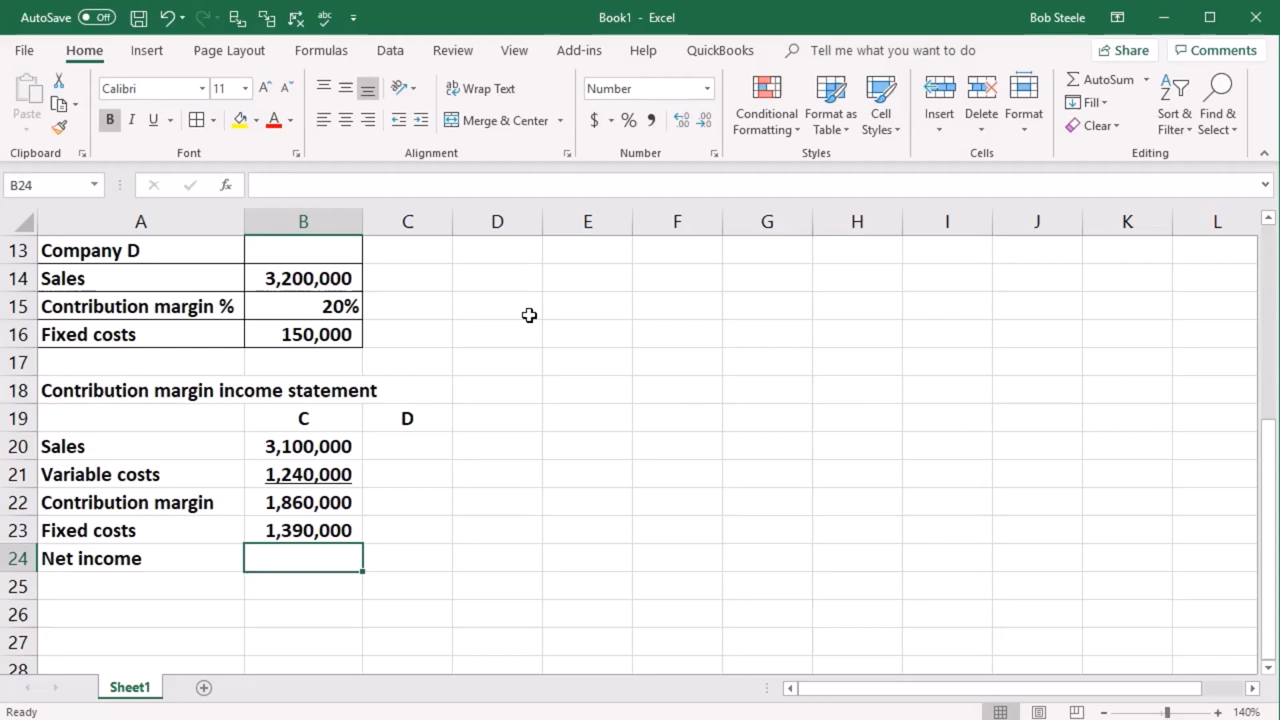 AutoSave Off Book1 - Excel Bob Steele
File Home Insert Page Layout Formulas Data Review View Add-ins Help QuickBooks Tell me what you want to do Share Comments
Paste Calibri 11 A A Wrap Text Number Conditional Formatting Format as Table Cell Styles Insert Delete Format AutoSum Sort & Filter Find & Select
B I U A Merge & Center $ % Fill
Clear
Clipboard Font Alignment Number Styles Cells Editing
B24 fx
A B C D E F G H I J K L
13 Company D
14 Sales 3,200,000
15 Contribution margin % 20%
16 Fixed costs 150,000
17
18 Contribution margin income statement
19 C D
20 Sales 3,100,000
21 Variable costs 1,240,000
22 Contribution margin 1,860,000
23 Fixed costs 1,390,000
24 Net income
25
26
27
28
Sheet1
Ready 140%